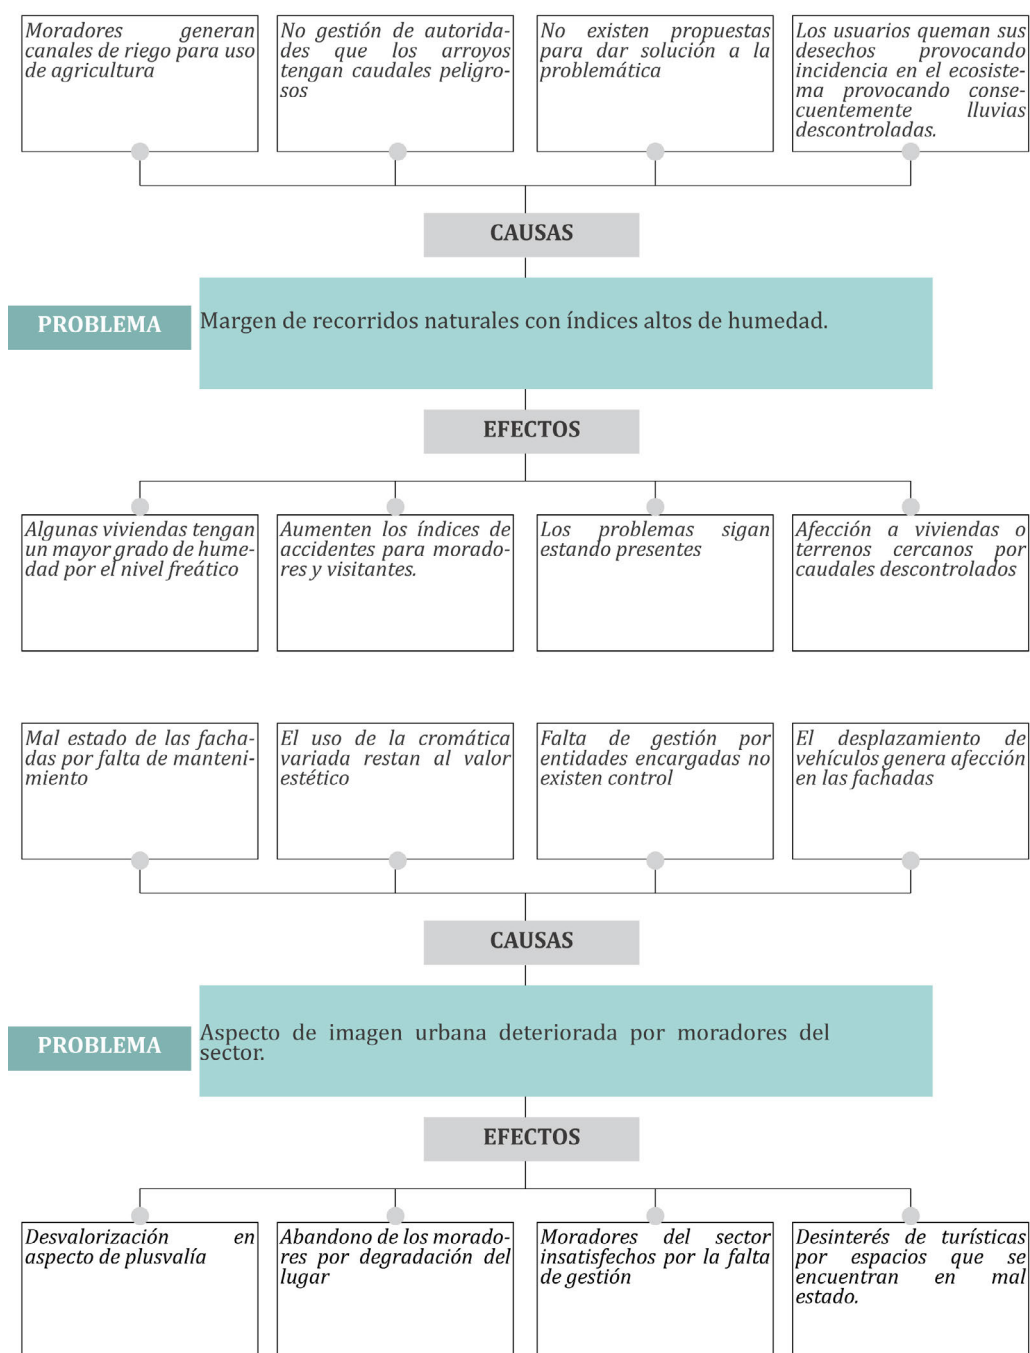 Moradores generan
canales de riego para uso
de agricultura
No gestión de autorida-
des que los arroyos
tengan caudales peligro-
sos
No existen propuestas
para dar solución a la
problemática
Los usuarios queman sus
desechos provocando
incidencia en el ecosiste-
ma provocando conse-
cuentemente lluvias
descontroladas.
CAUSAS
PROBLEMA
Margen de recorridos naturales con índices altos de humedad.
EFECTOS
Algunas viviendas tengan
un mayor grado de hume-
dad por el nivel freático
Aumenten los índices de
accidentes para morado-
res y visitantes.
Los problemas sigan
estando presentes
Afección a viviendas o
terrenos cercanos por
caudales descontrolados
Mal estado de las facha-
das por falta de manteni-
miento
El uso de la cromática
variada restan al valor
estético
Falta de gestión por
entidades encargadas no
existen control
El desplazamiento de
vehículos genera afección
en las fachadas
CAUSAS
PROBLEMA
Aspecto de imagen urbana deteriorada por moradores del
sector.
EFECTOS
Desvalorización en
aspecto de plusvalía
Abandono de los morado-
res por degradación del
lugar
Moradores del sector
insatisfechos por la falta
de gestión
Desinterés de turísticas
por espacios que se
encuentran en mal
estado.